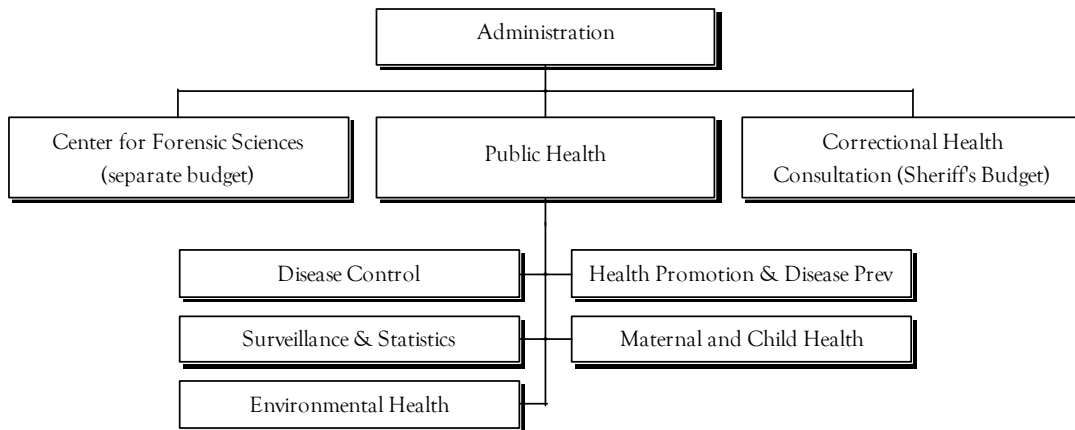 Administration
Center for Forensic Sciences
(separate budget)
Public Health
Correctional Health
Consultation (Sheriff's Budget)
Disease Control
Health Promotion & Disease Prev
Surveillance & Statistics
Maternal and Child Health
Environmental Health